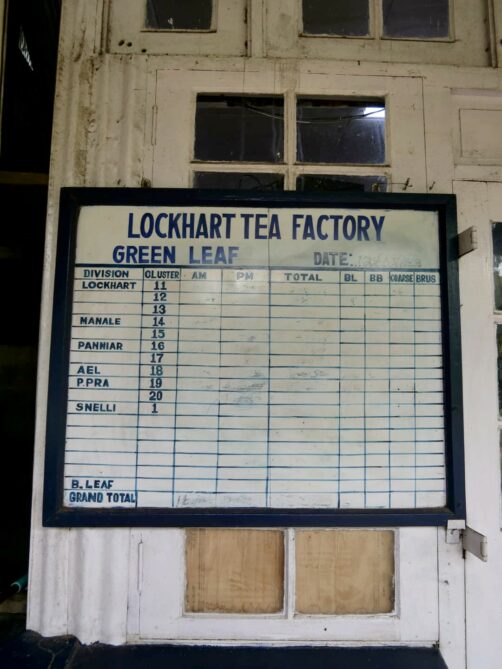 LOCKHART TEA FACTORY
GREEN LEAF DATE:
DIVISION CLUSTER AM PM TOTAL BL BB COARSE BRUS
LOCKHART 11
12
13
MANALE 14
15
PANNIAR 16
17
AEL 18
P.PRA 19
20
SNELLI 1
B. LEAF
GRAND TOTAL